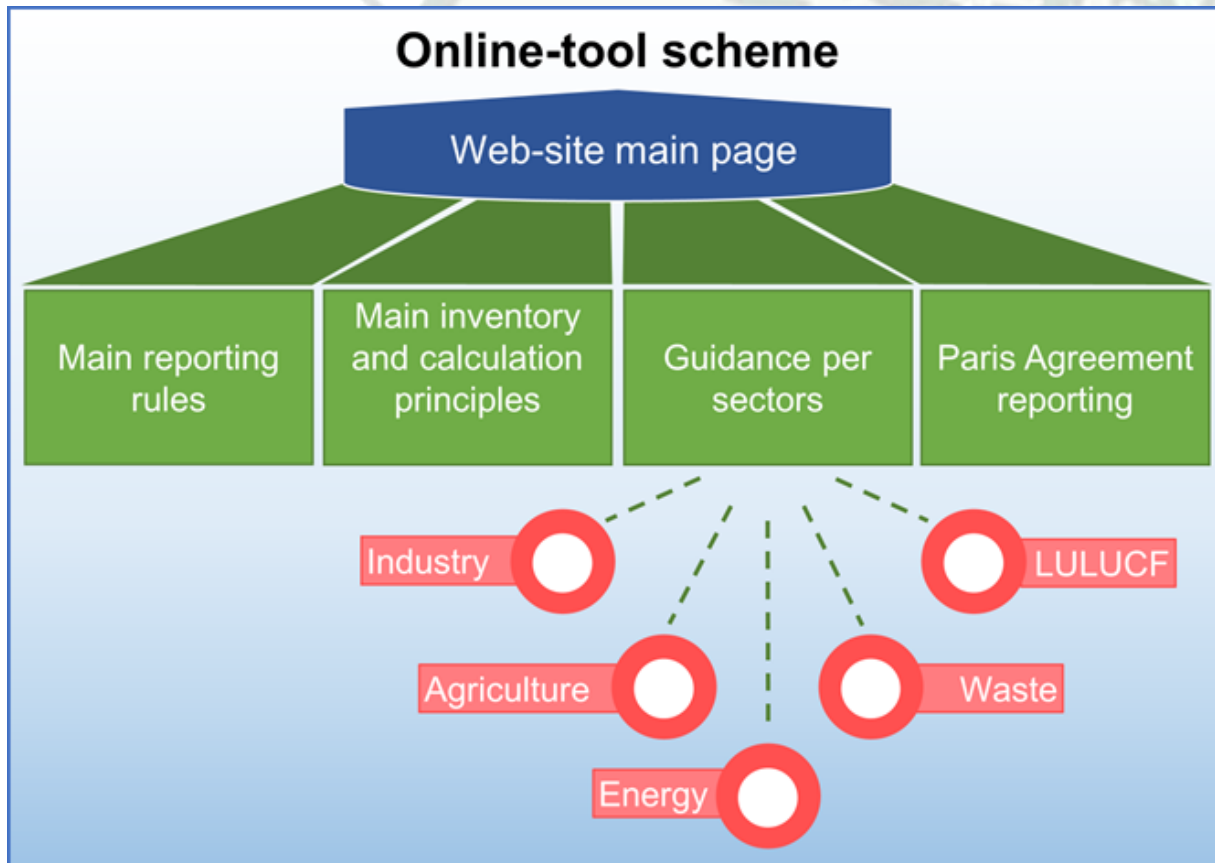 Online-tool scheme
Web-site main page
Main reporting
rules
Main inventory
and calculation
principles
Guidance per
sectors
Paris Agreement
reporting
Industry
LULUCF
Agriculture
Waste
Energy